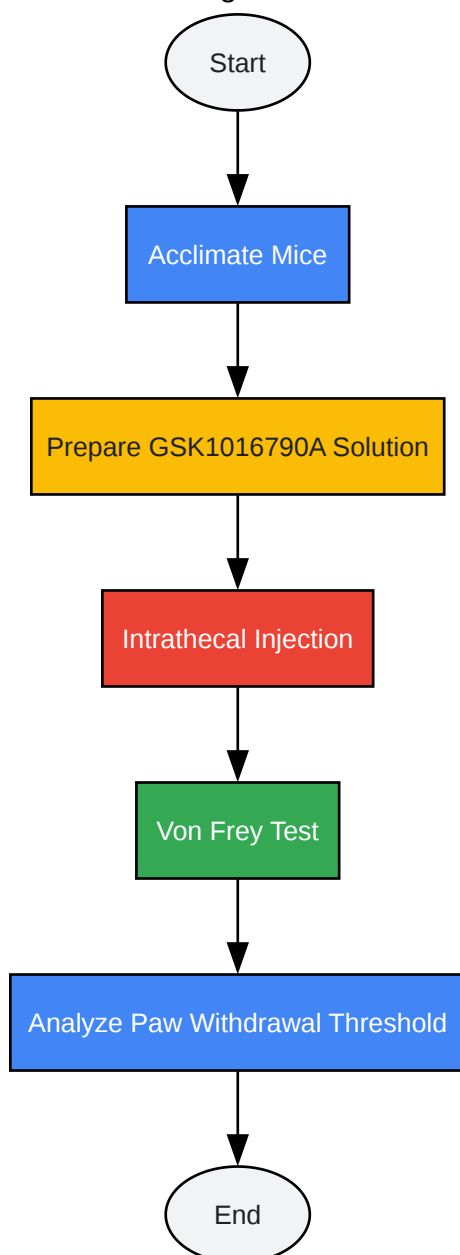 Start
Acclimate Mice
Prepare GSK1016790A Solution
Intrathecal Injection
Von Frey Test
Analyze Paw Withdrawal Threshold
End